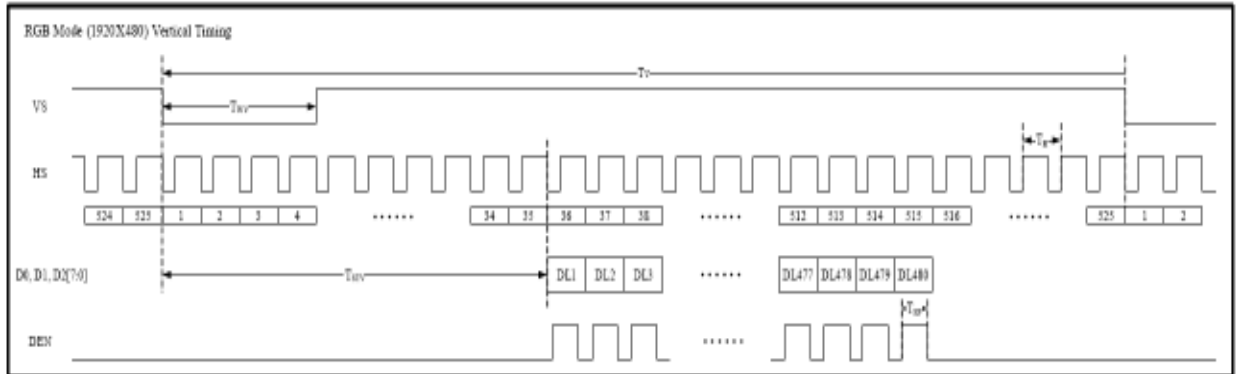 RGB Mode (1920X480) Vertical Timing
TV
VS
TH
HS
524 525 1 2 3 4 ...... 34 35 36 37 38 ...... 512 513 514 515 516 ...... 525 1 2
D0, D1, D2[7:0]
DL1 DL2 DL3 ...... DL477 DL478 DL479 DL480
DEN
......